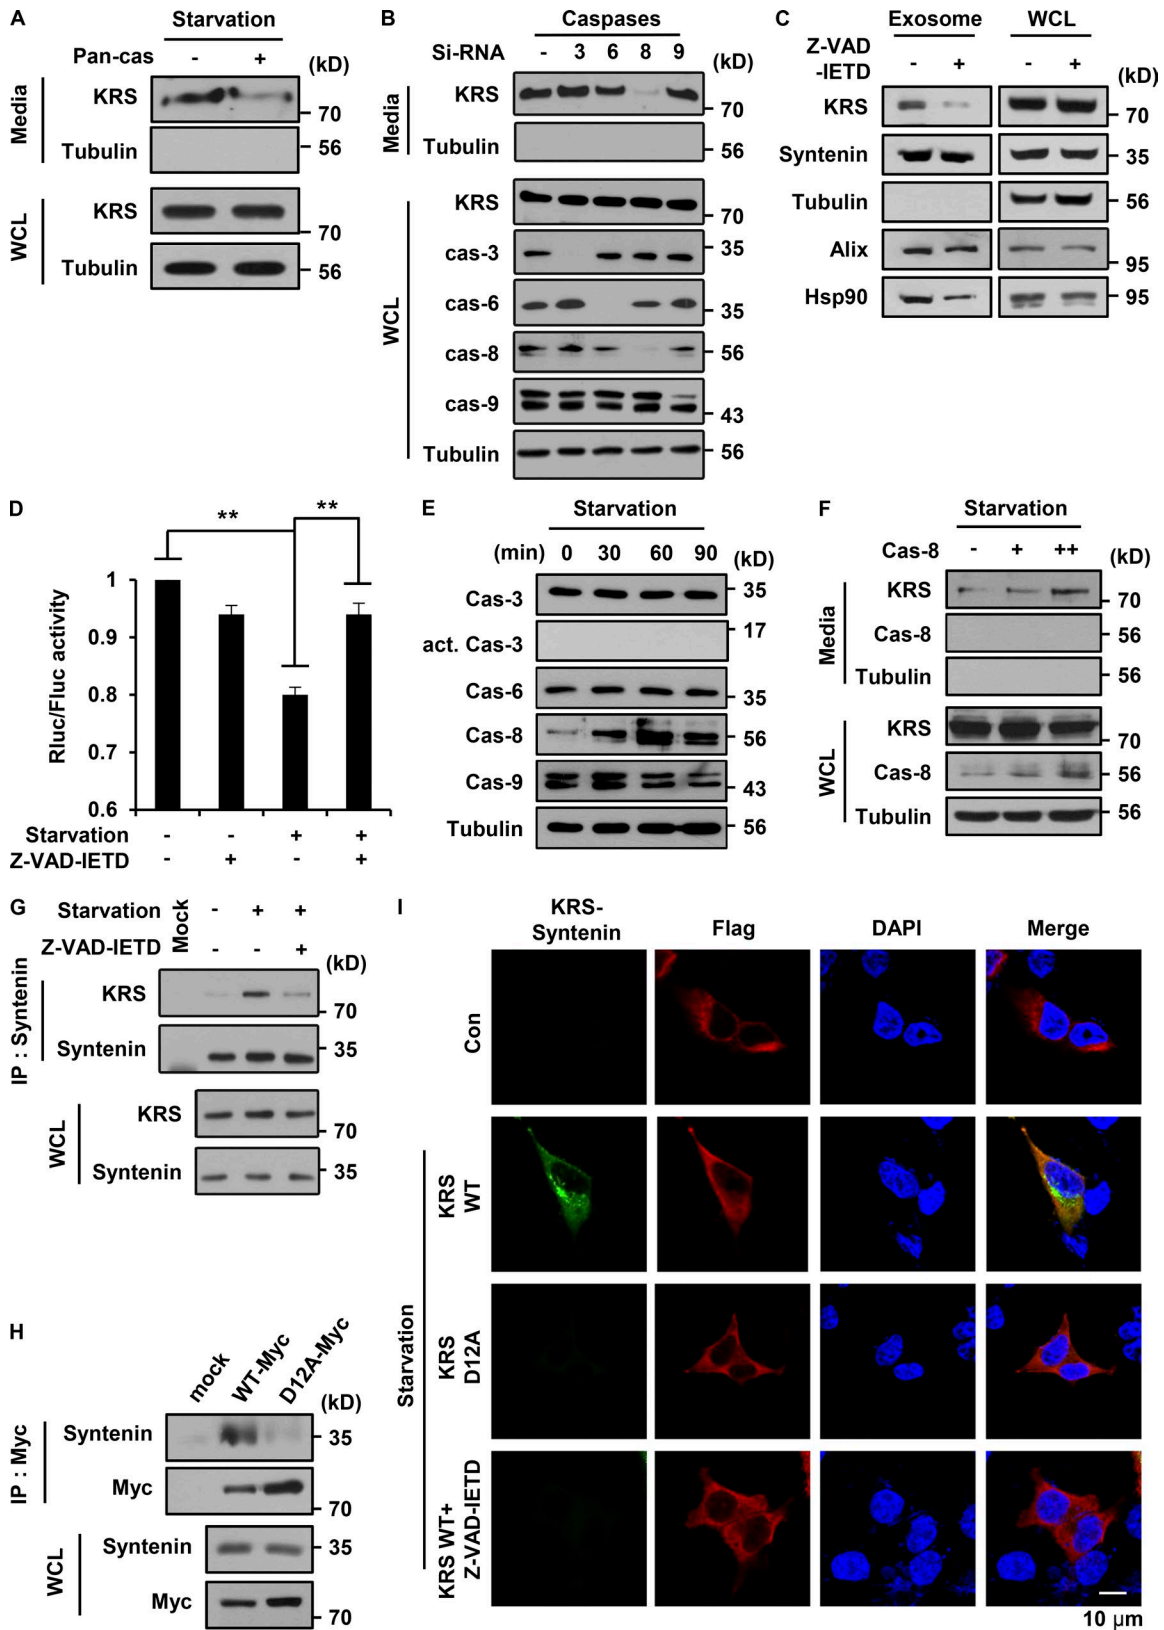 A
Starvation
Pan-cas - + (kD)
Media
KRS 70
Tubulin 56
WCL
KRS 70
Tubulin 56
B
Caspases
Si-RNA - 3 6 8 9 (kD)
Media
KRS 70
Tubulin 56
WCL
KRS 70
cas-3 35
cas-6 35
cas-8 56
cas-9 43
Tubulin 56
C
Exosome WCL
Z-VAD
-IETD - + - + (kD)
KRS 70
Syntenin 35
Tubulin 56
Alix 95
Hsp90 95
D
** **
Rluc/Fluc activity
1
0.9
0.8
0.7
0.6
Starvation - - + +
Z-VAD-IETD - + - +
E
Starvation
(min) 0 30 60 90 (kD)
Cas-3 35
act. Cas-3 17
Cas-6 35
Cas-8 56
Cas-9 43
Tubulin 56
F
Starvation
Cas-8 - + ++ (kD)
Media
KRS 70
Cas-8 56
Tubulin 56
WCL
KRS 70
Cas-8 56
Tubulin 56
G
Mock
Starvation - + +
Z-VAD-IETD - - + (kD)
IP : Syntenin
KRS 70
Syntenin 35
WCL
KRS 70
Syntenin 35
H
mock WT-Myc D12A-Myc (kD)
IP : Myc
Syntenin 35
Myc 70
WCL
Syntenin 35
Myc 70
I
KRS-
Syntenin Flag DAPI Merge
Con
Starvation
KRS
WT
KRS
D12A
KRS WT+
Z-VAD-IETD
10 µm